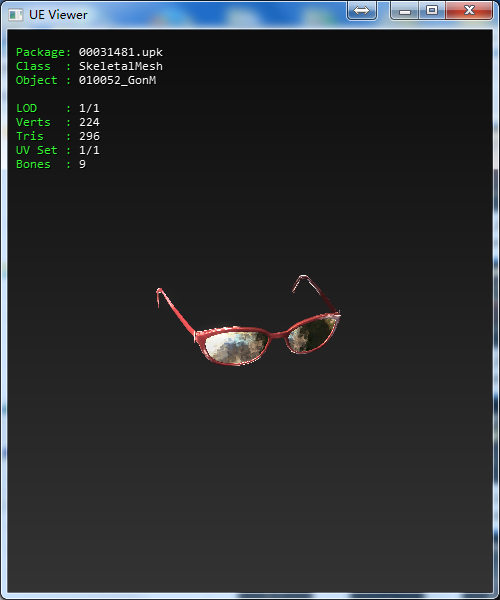 UE Viewer
Package: 00031481.upk
Class : SkeletalMesh
Object : 010052_GonM
LOD : 1/1
Verts : 224
Tris : 296
UV Set : 1/1
Bones : 9